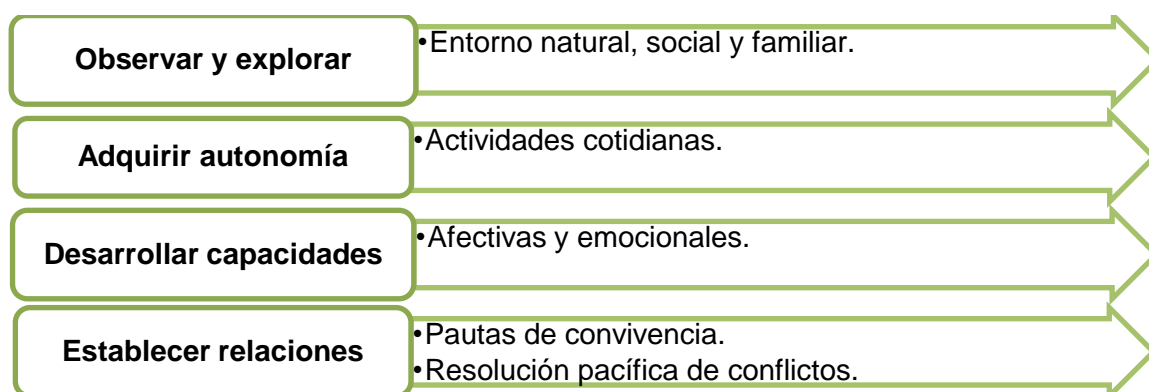 Observar y explorar
•Entorno natural, social y familiar.
Adquirir autonomía
•Actividades cotidianas.
Desarrollar capacidades
•Afectivas y emocionales.
Establecer relaciones
•Pautas de convivencia.
•Resolución pacífica de conflictos.